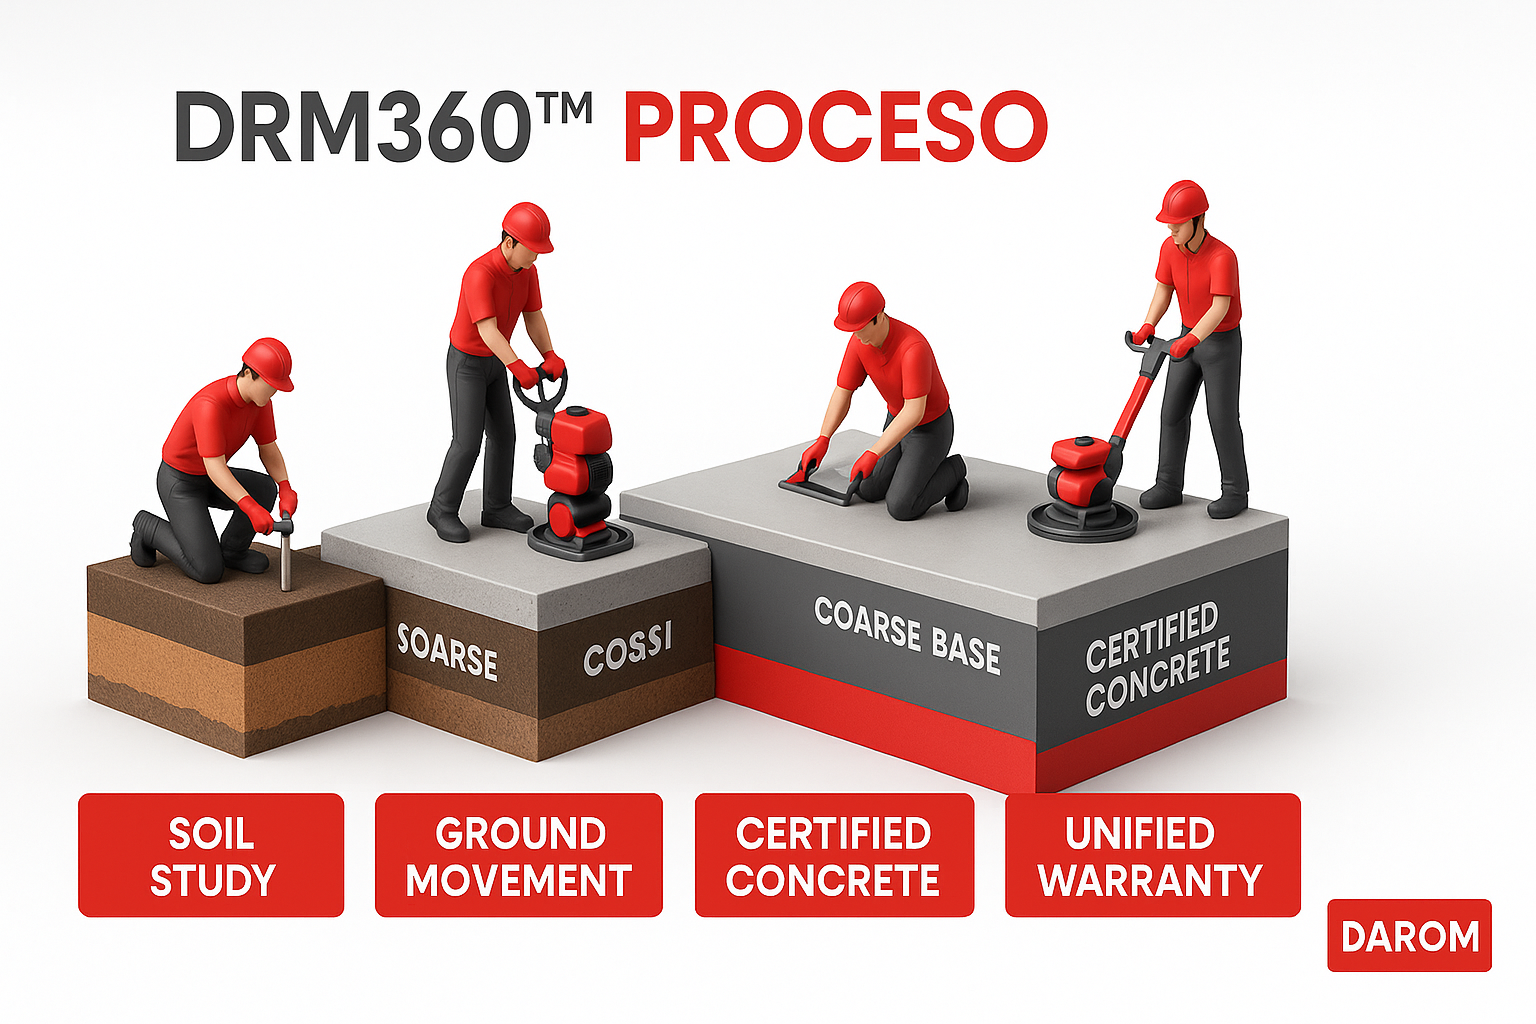 DRM360™ PROCESO
SOARSE
COSSI
COARSE BASE
CERTIFIED
CONCRETE
SOIL
STUDY
GROUND
MOVEMENT
CERTIFIED
CONCRETE
UNIFIED
WARRANTY
DAROM